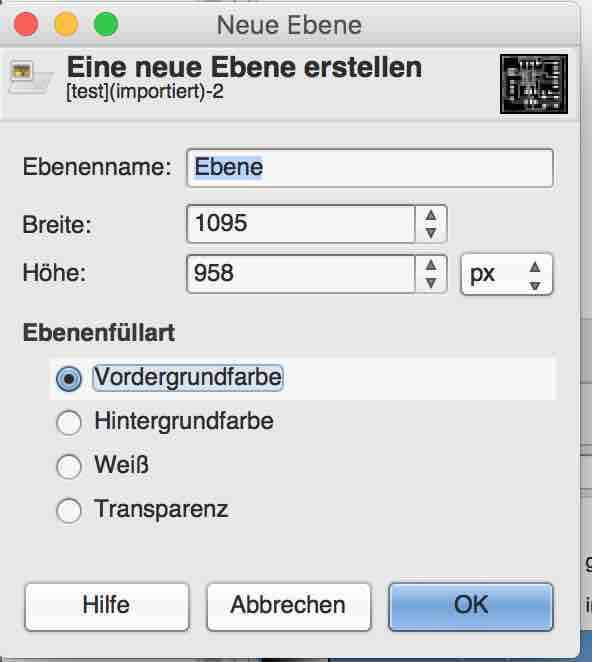 Neue Ebene
Eine neue Ebene erstellen
[test](importiert)-2
Ebenenname: Ebene
Breite: 1095
Höhe: 958 px
Ebenenfüllart
Vordergrundfarbe
Hintergrundfarbe
Weiß
Transparenz
Hilfe Abbrechen OK